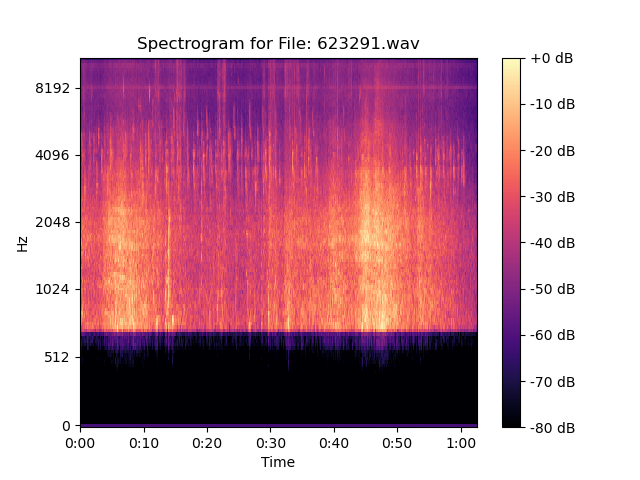 Spectrogram for File: 623291.wav
Hz
8192
4096
2048
1024
512
0
0:00 0:10 0:20 0:30 0:40 0:50 1:00
Time
+0 dB
-10 dB
-20 dB
-30 dB
-40 dB
-50 dB
-60 dB
-70 dB
-80 dB